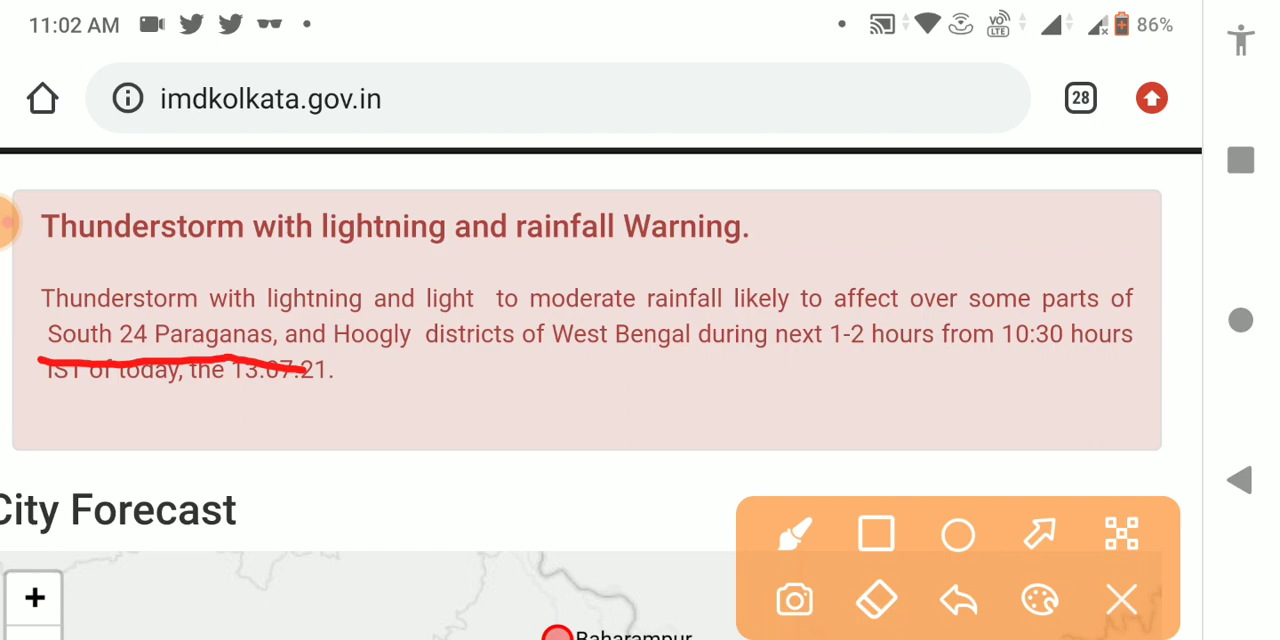 11:02 AM
VO
LTE
86%
imdkolkata.gov.in
28
Thunderstorm with lightning and rainfall Warning.
Thunderstorm with lightning and light to moderate rainfall likely to affect over some parts of
South 24 Paraganas, and Hoogly districts of West Bengal during next 1-2 hours from 10:30 hours
IST of today, the 13.07.21.
City Forecast
+
Baharampur